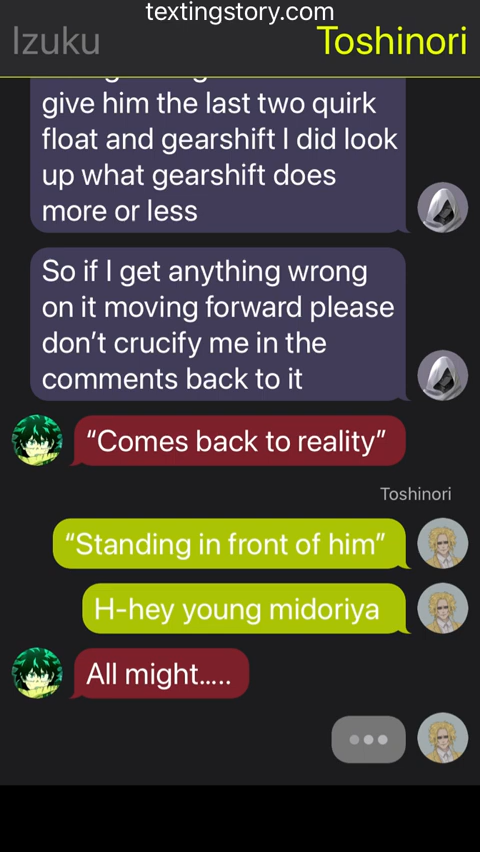 textingstory.com
Izuku
Toshinori
give him the last two quirk
float and gearshift I did look
up what gearshift does
more or less
So if I get anything wrong
on it moving forward please
don’t crucify me in the
comments back to it
“Comes back to reality”
Toshinori
“Standing in front of him”
H-hey young midoriya
All might.....